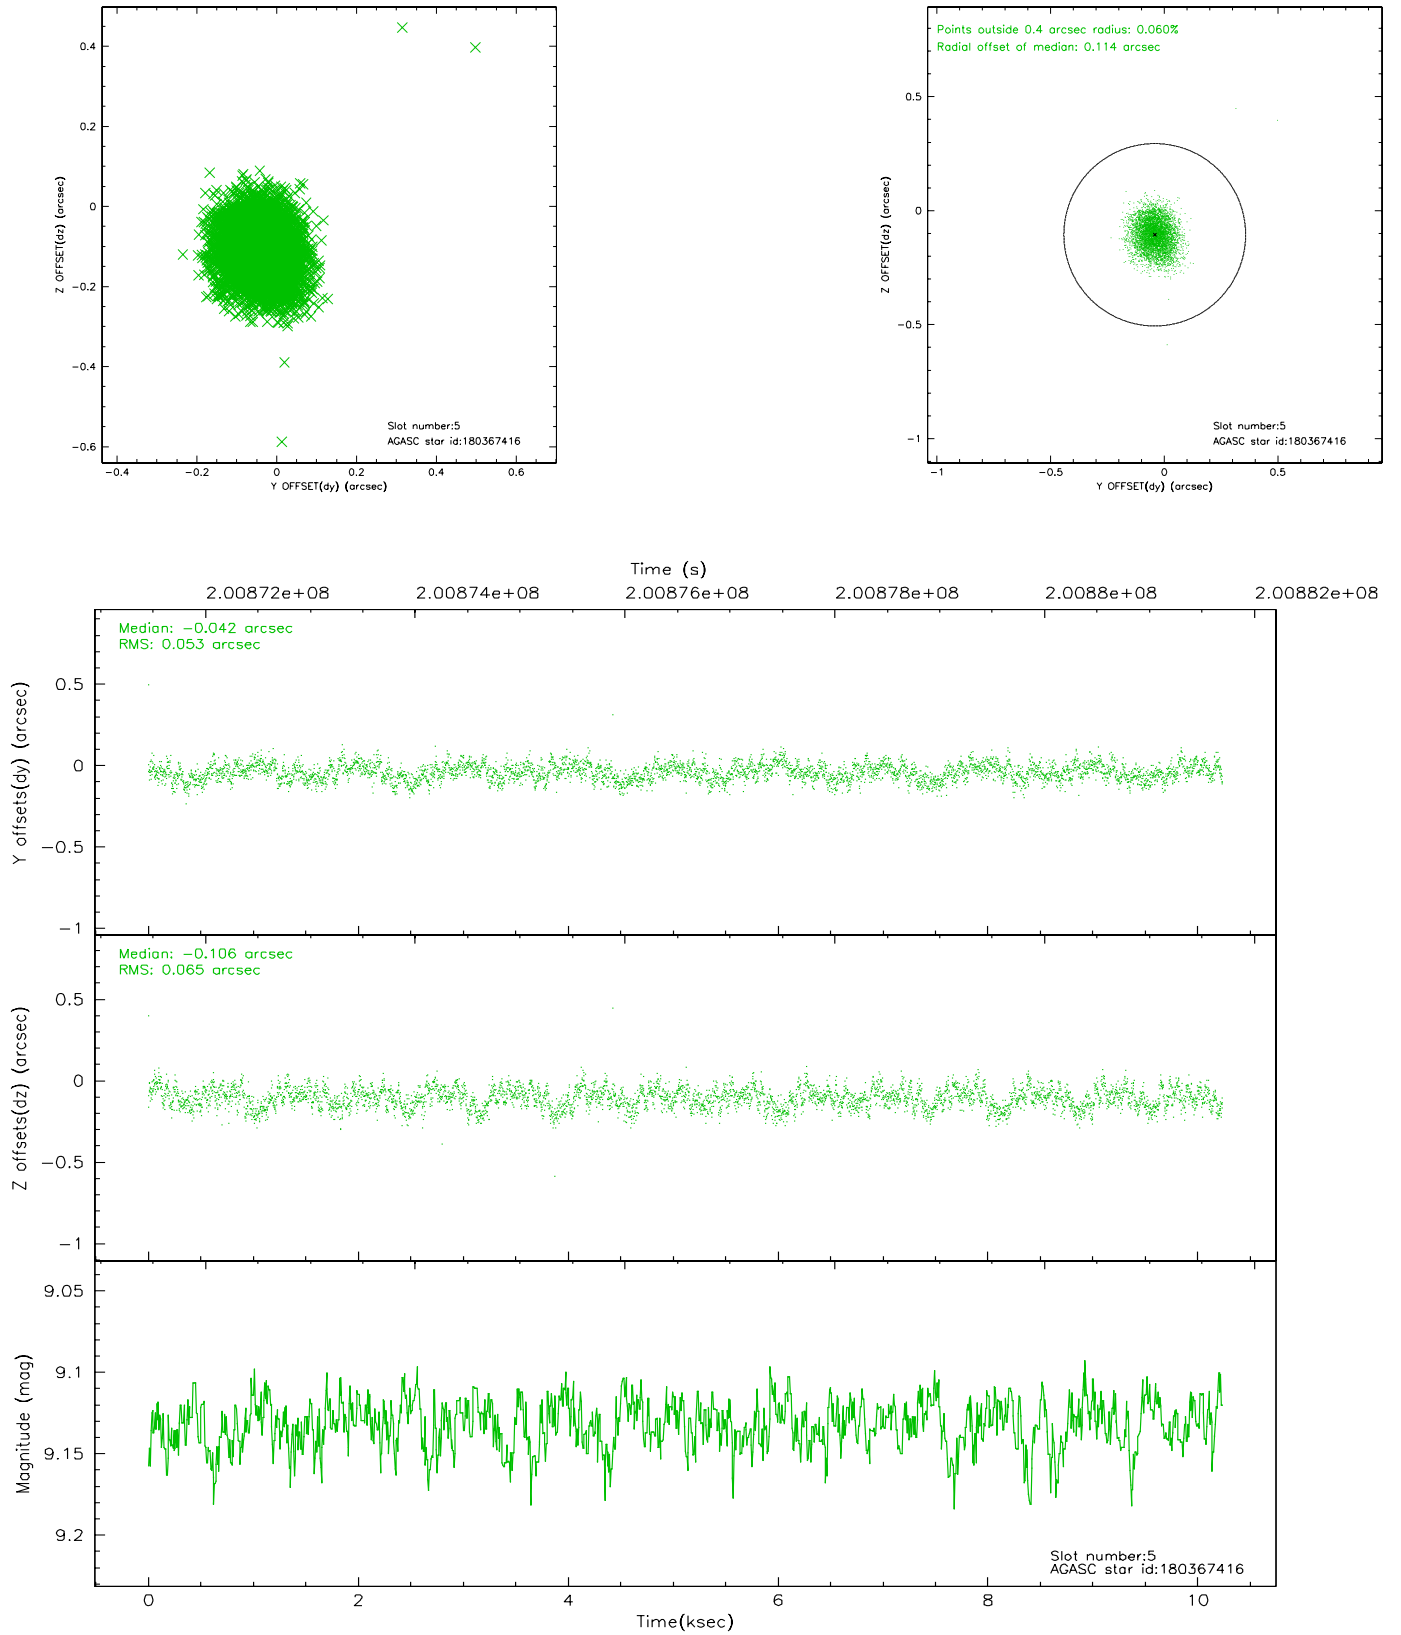 0.4
0.2
0
−0.2
−0.4
−0.6
Z OFFSET(dz) (arcsec)
Slot number:5
AGASC star id:180367416
−0.4 −0.2 0 0.2 0.4 0.6
Y OFFSET(dy) (arcsec)
Points outside 0.4 arcsec radius: 0.060%
Radial offset of median: 0.114 arcsec
0.5
0
−0.5
−1
Z OFFSET(dz) (arcsec)
Slot number:5
AGASC star id:180367416
−1 −0.5 0 0.5
Y OFFSET(dy) (arcsec)
Time (s)
2.00872e+08 2.00874e+08 2.00876e+08 2.00878e+08 2.0088e+08 2.00882e+08
Median: −0.042 arcsec
RMS: 0.053 arcsec
0.5
0
−0.5
−1
Y offsets(dy) (arcsec)
Median: −0.106 arcsec
RMS: 0.065 arcsec
0.5
0
−0.5
−1
Z offsets(dz) (arcsec)
9.05
9.1
9.15
9.2
Magnitude (mag)
Slot number:5
AGASC star id:180367416
0 2 4 6 8 10
Time(ksec)